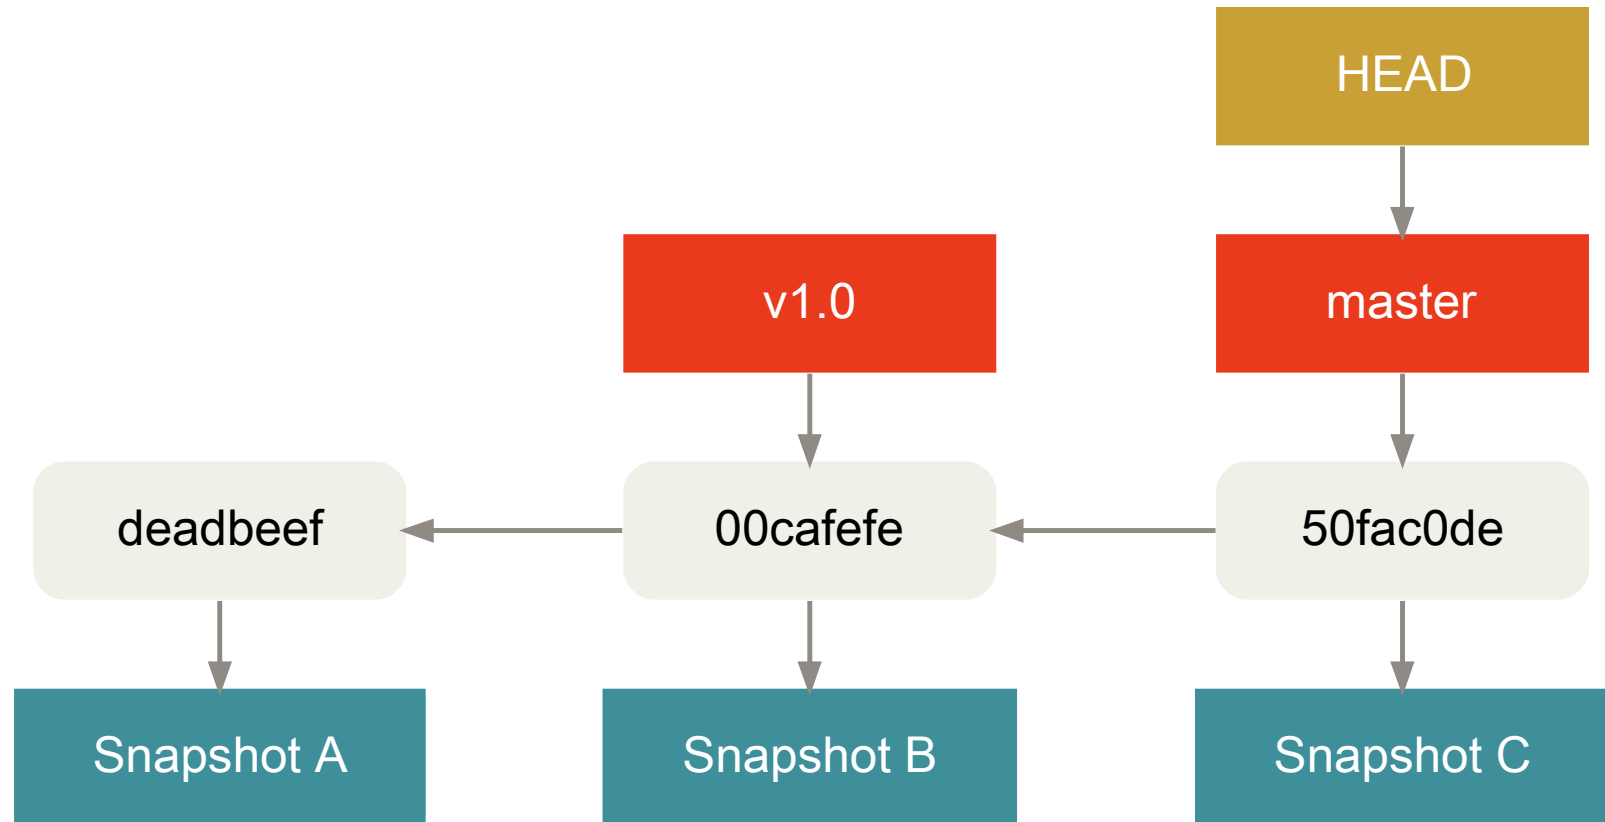 HEAD
v1.0
master
deadbeef
00cafefe
50fac0de
Snapshot A
Snapshot B
Snapshot C